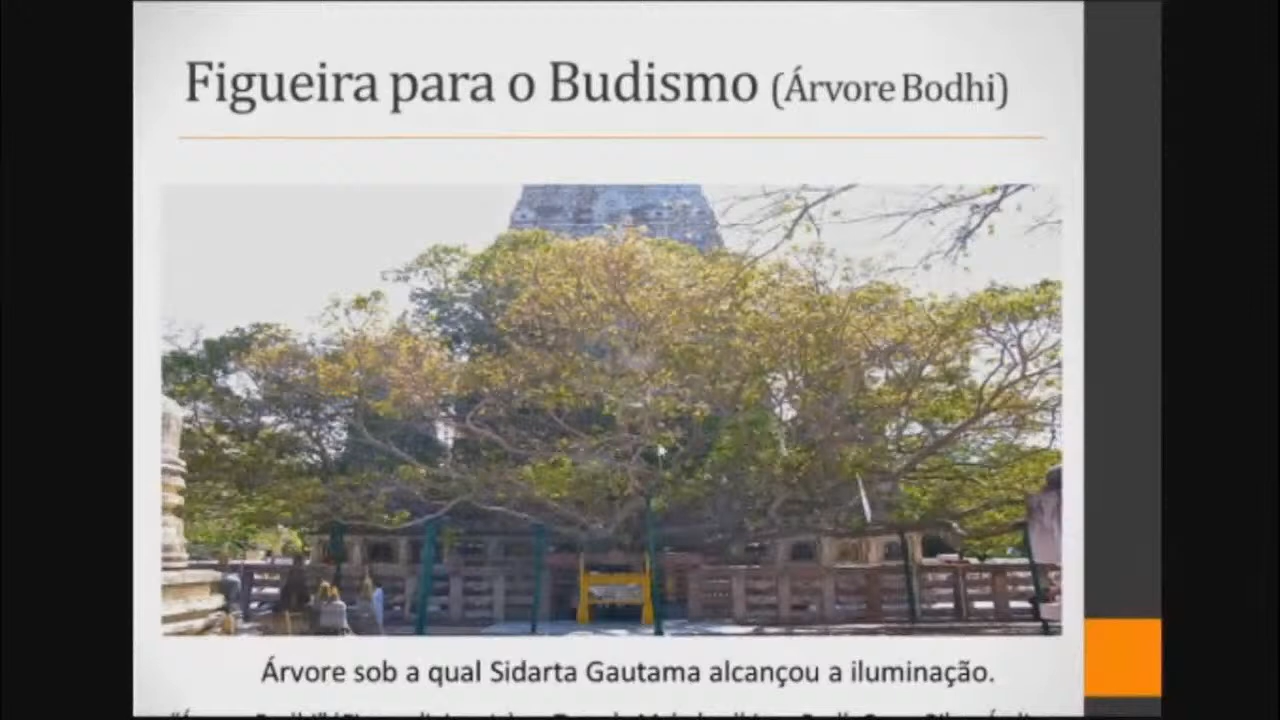 Figueira para o Budismo (Árvore Bodhi)
Árvore sob a qual Sidarta Gautama alcançou a iluminação.